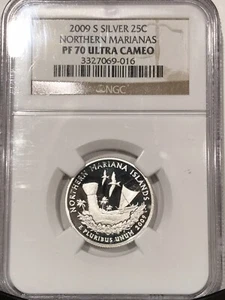 2009 S SILVER 25C
NORTHERN MARIANAS
PF 70 ULTRA CAMEO
3327069-016
NGC
NORTHERN MARIANA ISLANDS
E PLURIBUS UNUM 2009